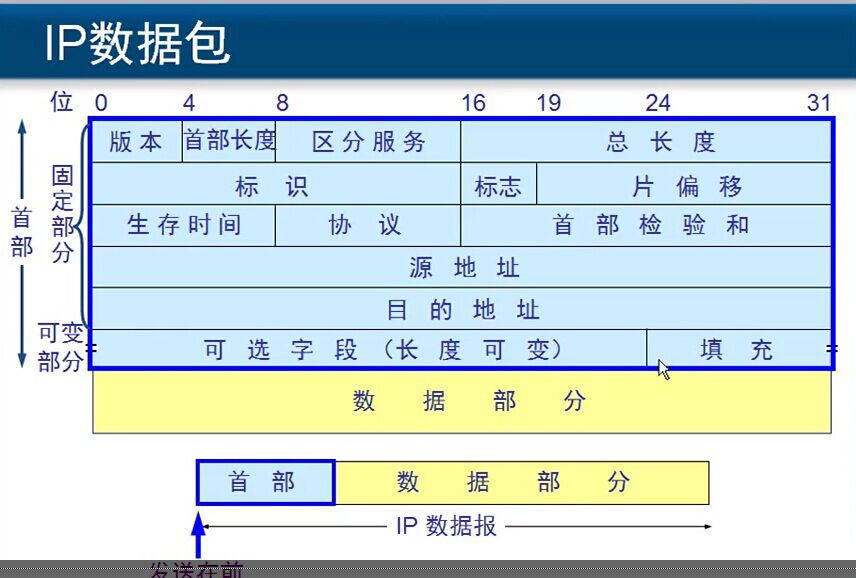 IP数据包
位 0 4 8 16 19 24 31
版本 首部长度 区分服务 总长度
标识 标志 片偏移
生存时间 协议 首部检验和
源地址
目的地址
可选字段（长度可变） 填充
首部
固定部分
可变部分
数据部分
首部 数据部分
IP 数据报
发送在前